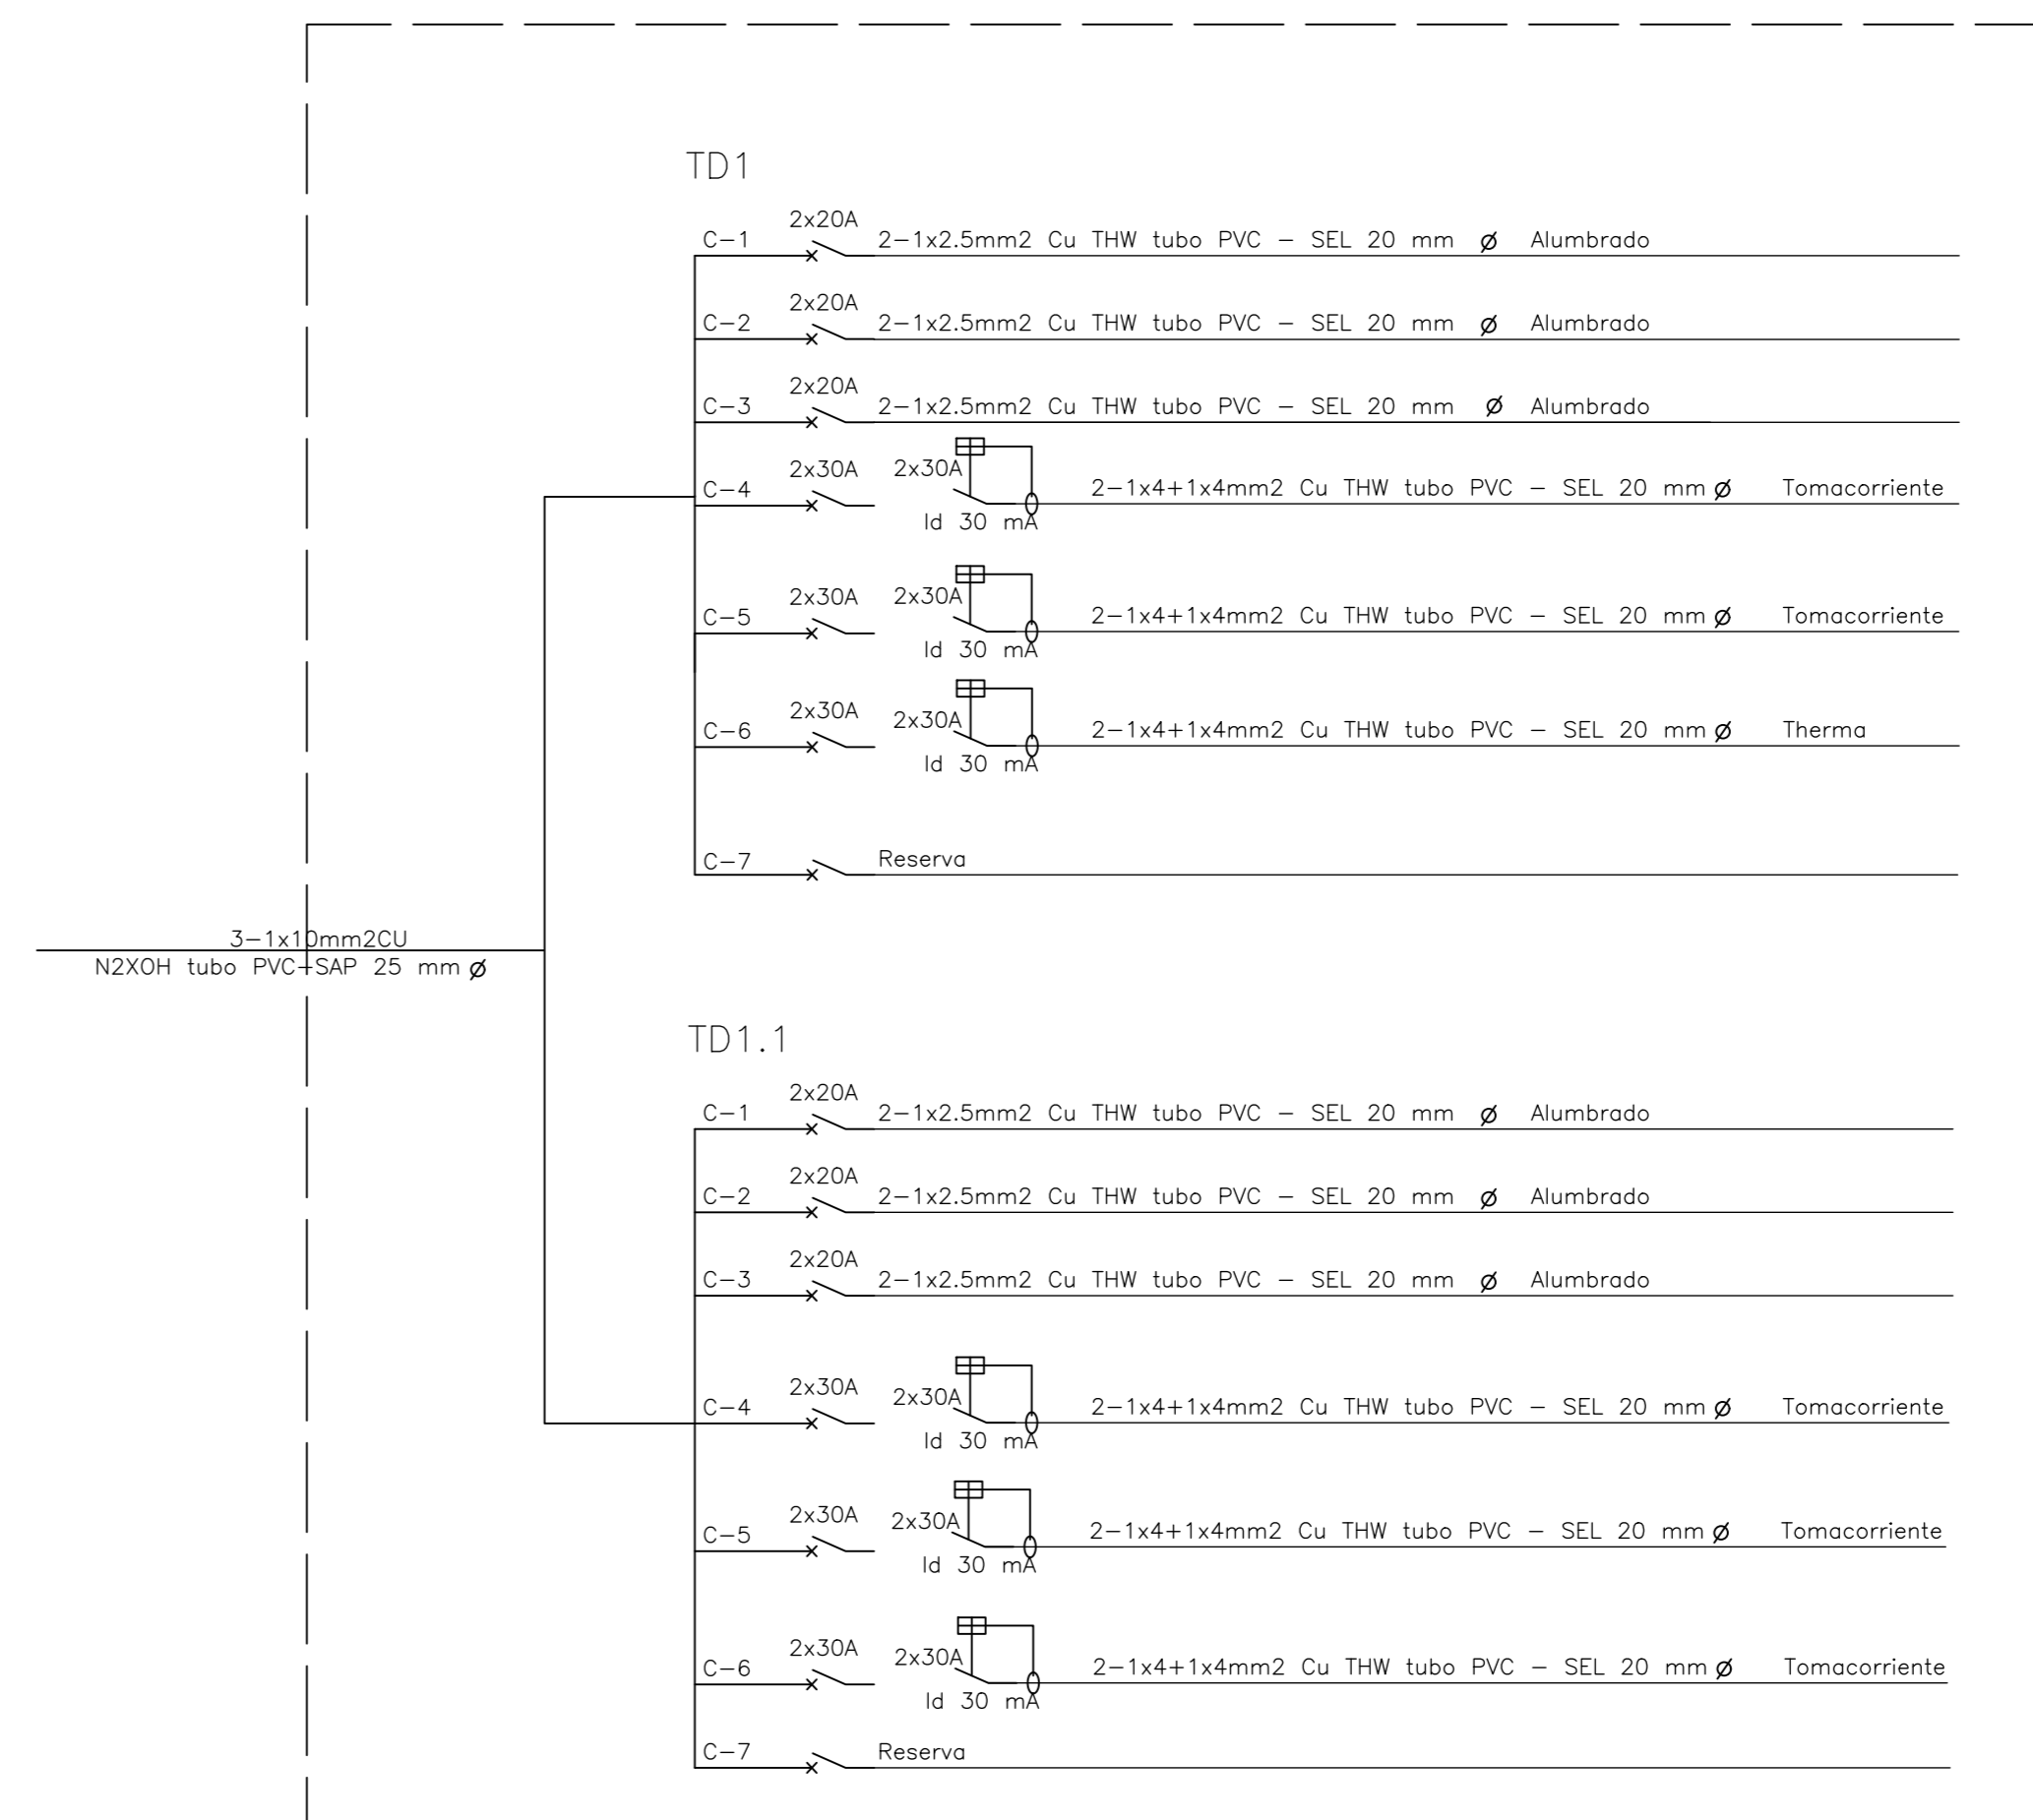 TD1
C-1 2x20A 2-1x2.5mm2 Cu THW tubo PVC - SEL 20 mm Ø Alumbrado
C-2 2x20A 2-1x2.5mm2 Cu THW tubo PVC - SEL 20 mm Ø Alumbrado
C-3 2x20A 2-1x2.5mm2 Cu THW tubo PVC - SEL 20 mm Ø Alumbrado
C-4 2x30A 2x30A 2-1x4+1x4mm2 Cu THW tubo PVC - SEL 20 mm Ø Tomacorriente
Id 30 mA
C-5 2x30A 2x30A 2-1x4+1x4mm2 Cu THW tubo PVC - SEL 20 mm Ø Tomacorriente
Id 30 mA
C-6 2x30A 2x30A 2-1x4+1x4mm2 Cu THW tubo PVC - SEL 20 mm Ø Therma
Id 30 mA
C-7 Reserva
3-1x10mm2CU
N2XOH tubo PVC-SAP 25 mm Ø
TD1.1
C-1 2x20A 2-1x2.5mm2 Cu THW tubo PVC - SEL 20 mm Ø Alumbrado
C-2 2x20A 2-1x2.5mm2 Cu THW tubo PVC - SEL 20 mm Ø Alumbrado
C-3 2x20A 2-1x2.5mm2 Cu THW tubo PVC - SEL 20 mm Ø Alumbrado
C-4 2x30A 2x30A 2-1x4+1x4mm2 Cu THW tubo PVC - SEL 20 mm Ø Tomacorriente
Id 30 mA
C-5 2x30A 2x30A 2-1x4+1x4mm2 Cu THW tubo PVC - SEL 20 mm Ø Tomacorriente
Id 30 mA
C-6 2x30A 2x30A 2-1x4+1x4mm2 Cu THW tubo PVC - SEL 20 mm Ø Tomacorriente
Id 30 mA
C-7 Reserva